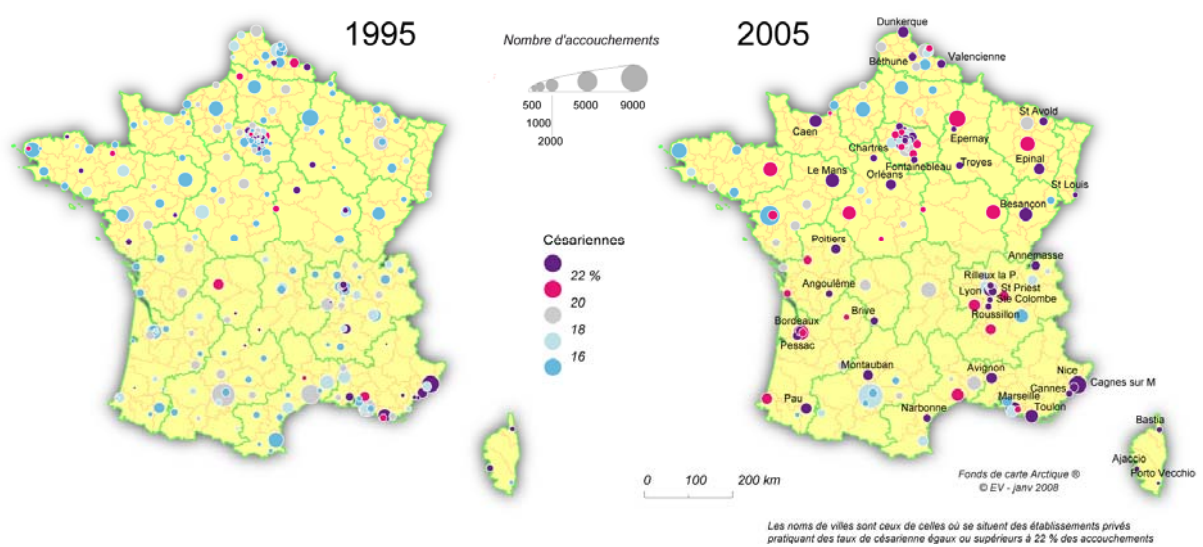 1995
Nombre d'accouchements
500
5000
9000
1000
2000
Césariennes
22 %
20
18
16
2005
Dunkerque
Béthune
Valencienne
Caen
St Avold
Epernay
Chartres
Fontainebleau
Troyes
Epinal
Le Mans
Orléans
St Louis
Besançon
Poitiers
Annemasse
Rilleux la P.
Angoulême
Lyon
St Priest
Ste Colombe
Brive
Roussillon
Bordeaux
Pessac
Montauban
Avignon
Nice
Cannes
Cagnes sur M
Pau
Marseille
Narbonne
Toulon
Bastia
Ajaccio
Porto Vecchio
0 100 200 km
Fonds de carte Arctique ®
© EV - janv 2008
Les noms de villes sont ceux de celles où se situent des établissements privés
pratiquant des taux de césarienne égaux ou supérieurs à 22 % des accouchements